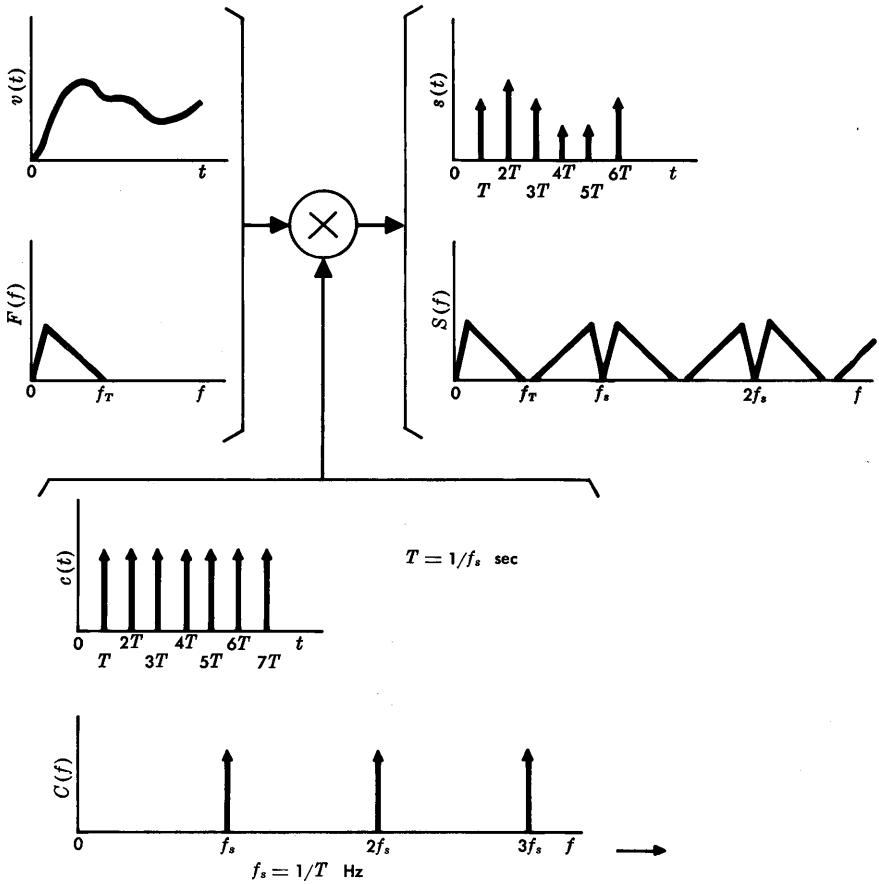 v(t)
0 t
F(f)
0 f_T f
s(t)
0 T 2T 3T 4T 5T 6T t
S(f)
0 f_T f_s 2f_s f
c(t)
0 T 2T 3T 4T 5T 6T 7T t
T = 1/f_s sec
C(f)
0 f_s 2f_s 3f_s f
f_s = 1/T Hz